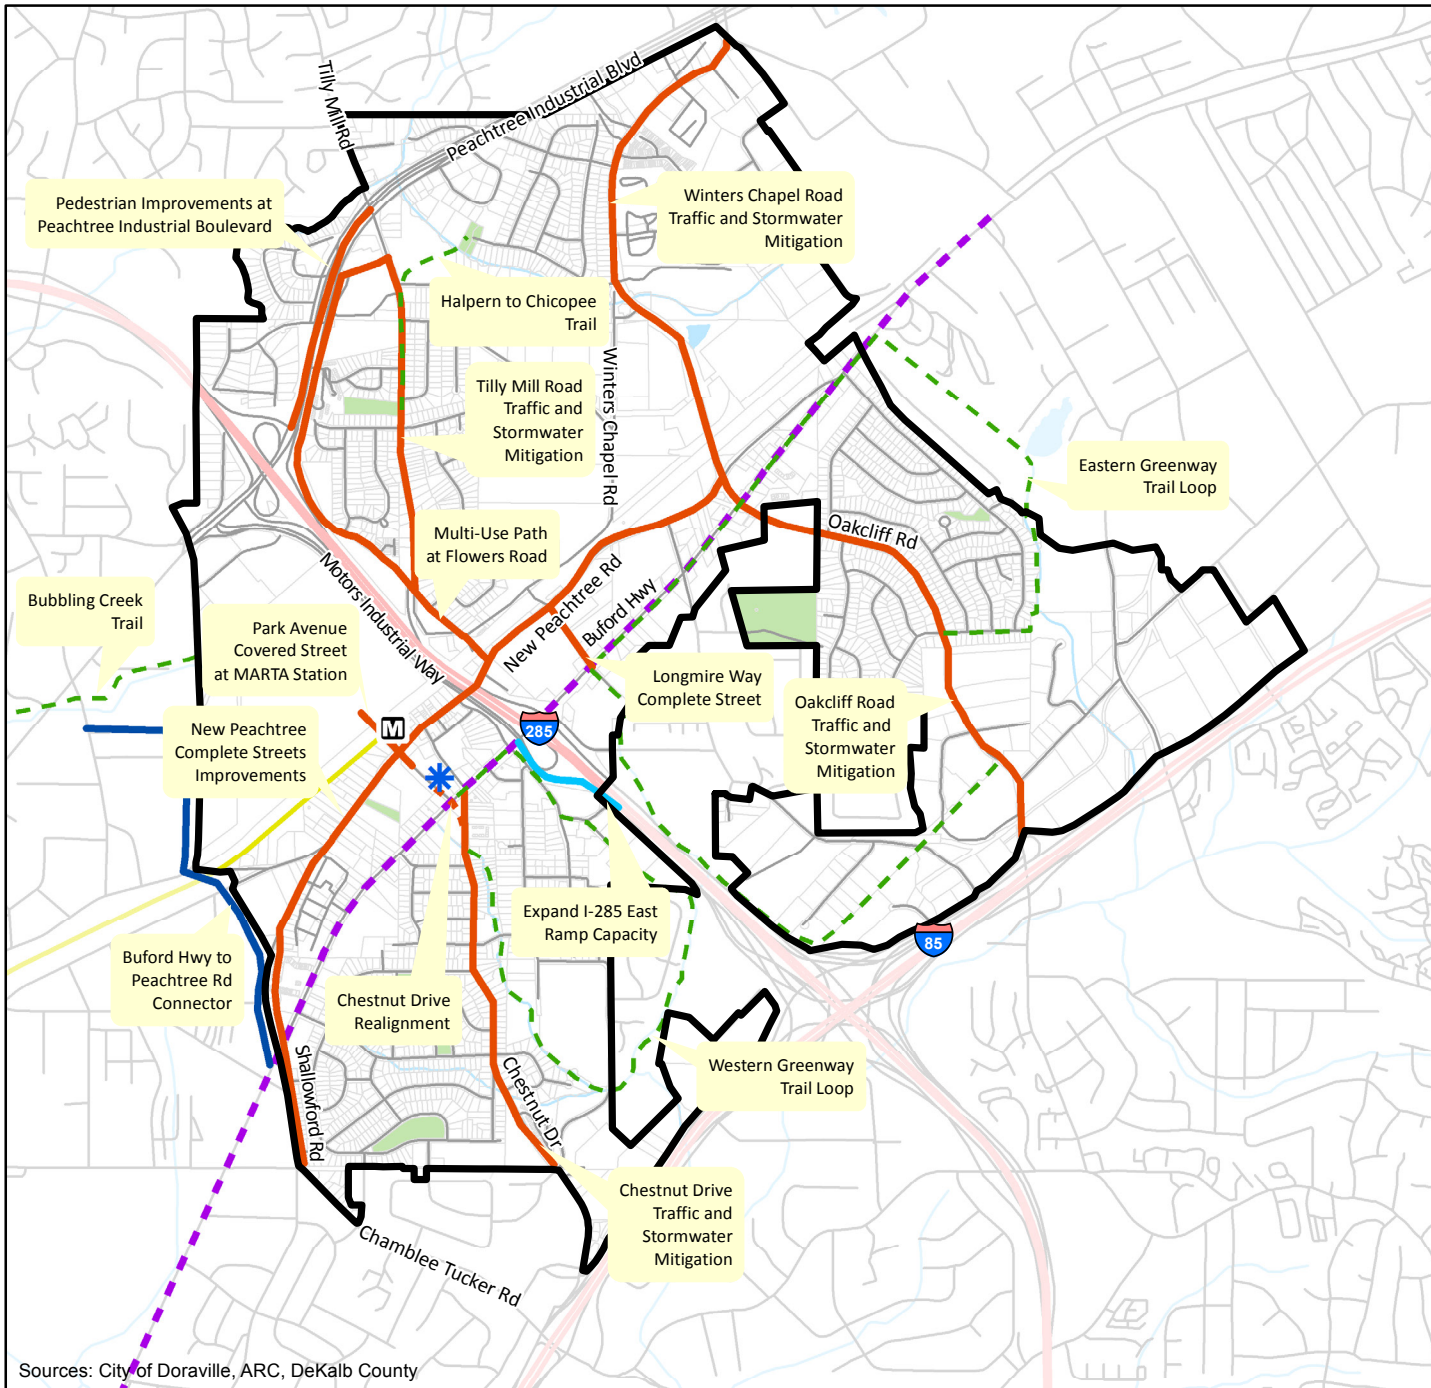 Tilly Mill Rd
Peachtree Industrial Blvd
Pedestrian Improvements at
Peachtree Industrial Boulevard
Winters Chapel Road
Traffic and Stormwater
Mitigation
Halpern to Chicopee
Trail
Winters Chapel Rd
Tilly Mill Road
Traffic and
Stormwater
Mitigation
Eastern Greenway
Trail Loop
Oakcliff Rd
Multi-Use Path
at Flowers Road
Motors Industrial Way
New Peachtree Rd
Buford Hwy
Bubbling Creek
Trail
Park Avenue
Covered Street
at MARTA Station
Longmire Way
Complete Street
Oakcliff Road
Traffic and
Stormwater
Mitigation
New Peachtree
Complete Streets
Improvements
M
285
Expand I-285 East
Ramp Capacity
85
Buford Hwy to
Peachtree Rd
Connector
Chestnut Drive
Realignment
Shallowford Rd
Chestnut Dr
Western Greenway
Trail Loop
Chestnut Drive
Traffic and
Stormwater
Mitigation
Chamblee Tucker Rd
Sources: City of Doraville, ARC, DeKalb County